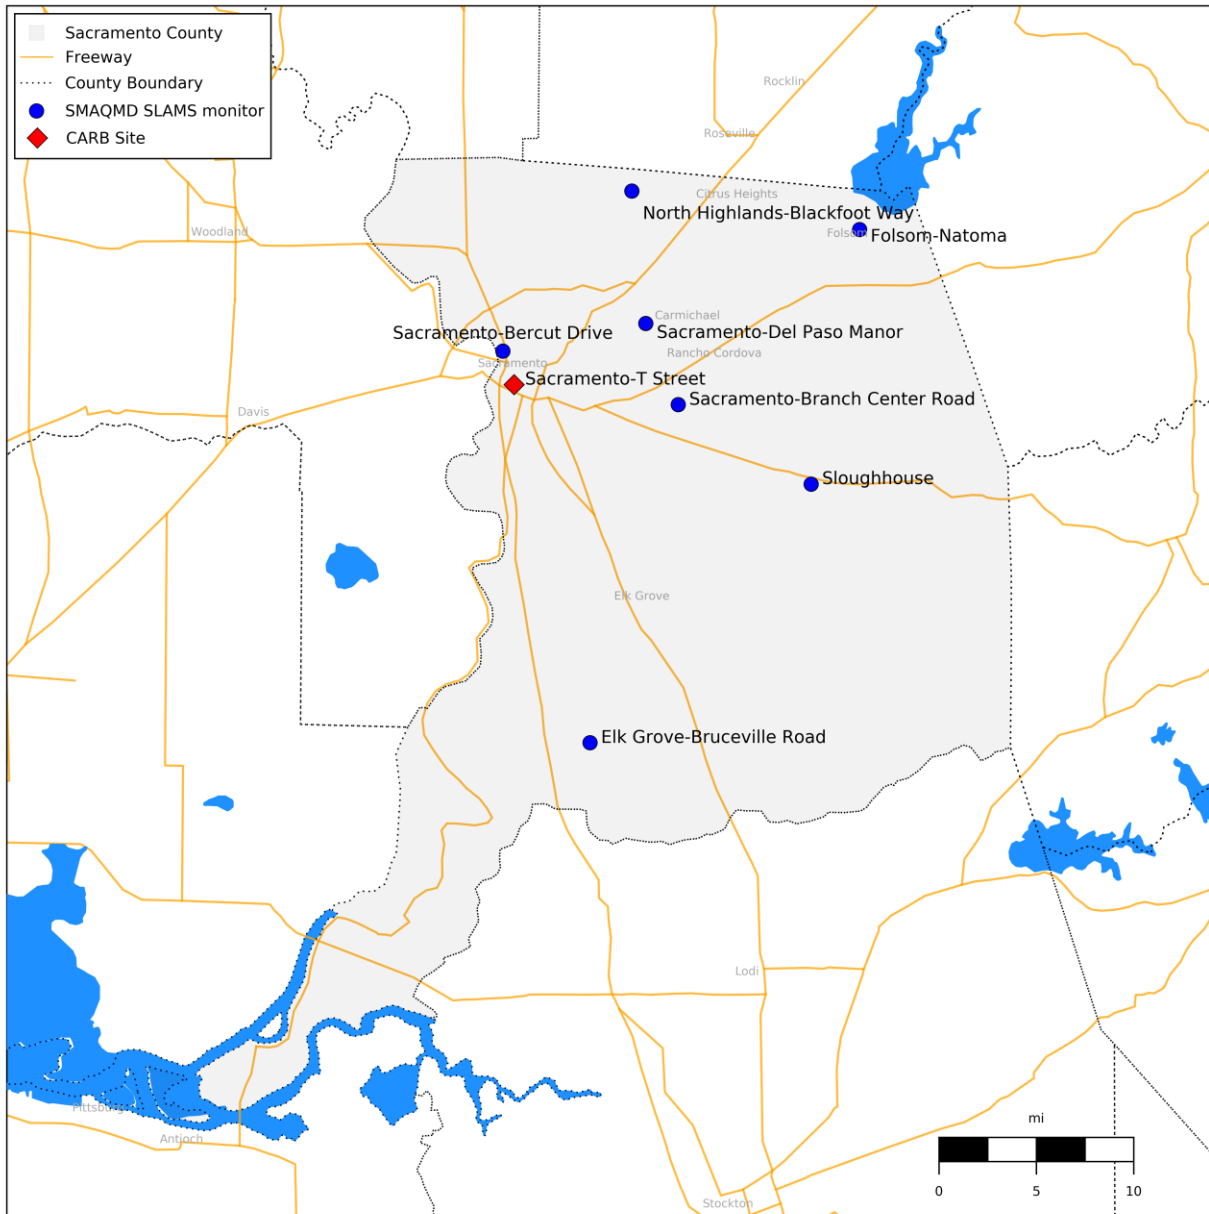 Sacramento County
Freeway
County Boundary
SMAQMD SLAMS monitor
CARB Site
Rocklin
Roseville
Citrus Heights
North Highlands-Blackfoot Way
Woodland
Folsom
Folsom-Natoma
Carmichael
Sacramento-Bercut Drive
Sacramento-Del Paso Manor
Rancho Cordova
Sacramento
Sacramento-T Street
Sacramento-Branch Center Road
Davis
Sloughhouse
Elk Grove
Elk Grove-Bruceville Road
Lodi
Pittsburg
Antioch
mi
0 5 10
Stockton